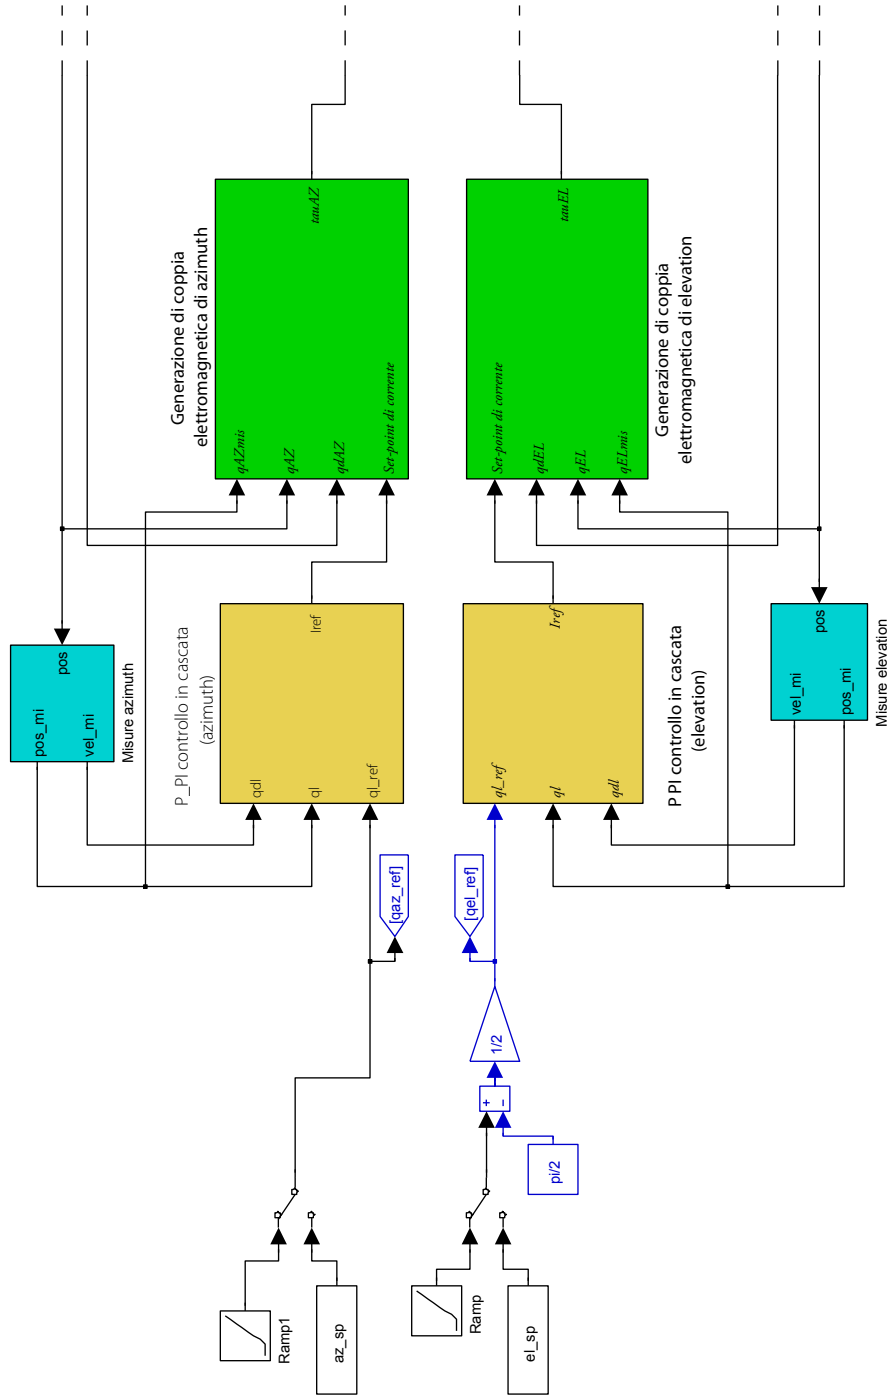 Ramp1
az_sp
Ramp
el_sp
pi/2
+
−
1/2
[qaz_ref]
[qel_ref]
pos_mi
vel_mi
pos
Misure azimuth
P_PI controllo in cascata
(azimuth)
qdl
ql
ql_ref
Iref
ql_ref
ql
qdl
Iref
P PI controllo in cascata
(elevation)
vel_mi
pos_mi
pos
Misure elevation
Generazione di coppia
elettromagnetica di azimuth
qAZmis
qAZ
qdAZ
Set-point di corrente
tauAZ
Set-point di corrente
qdEL
qEL
qELmis
tauEL
Generazione di coppia
elettromagnetica di elevation